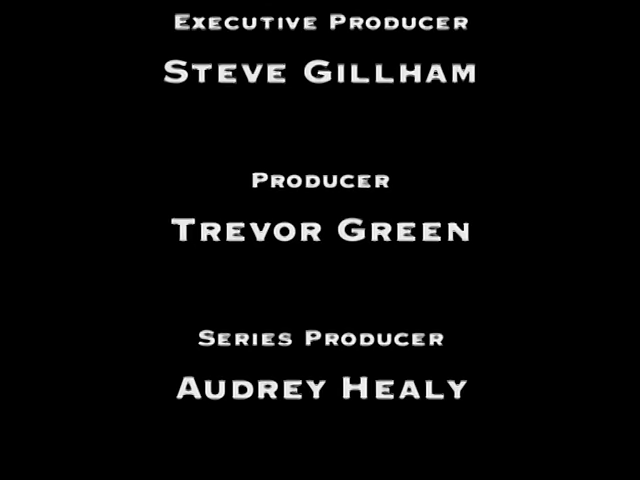 Executive Producer
Steve Gillham
Producer
Trevor Green
Series Producer
Audrey Healy